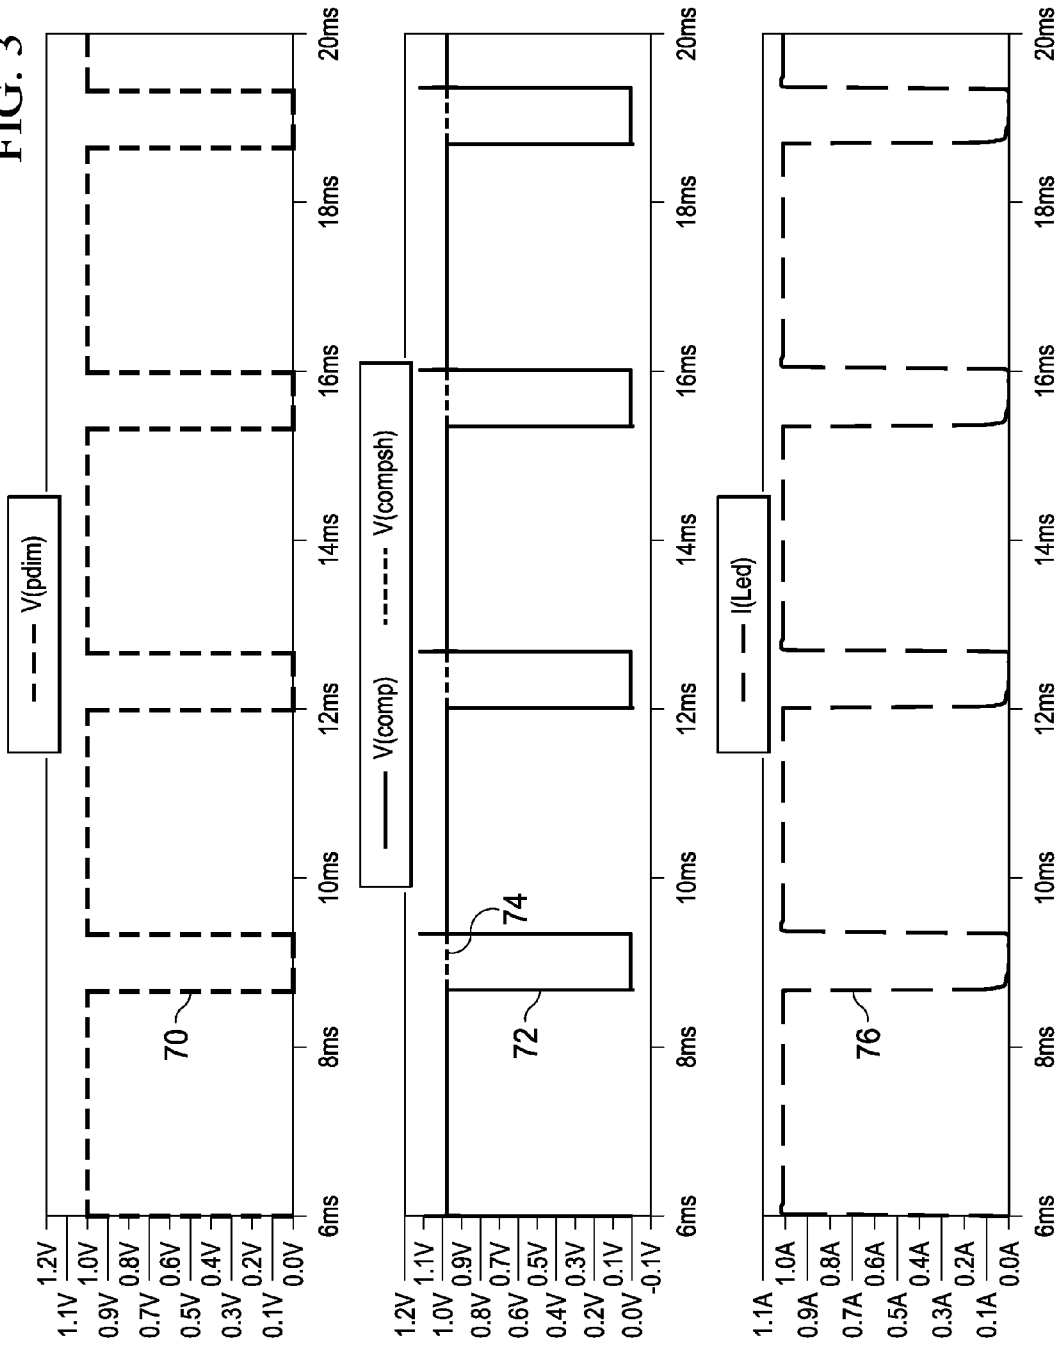 FIG. 3
V(pdim)
1.2V
1.1V
1.0V
0.9V
0.8V
0.7V
0.6V
0.5V
0.4V
0.3V
0.2V
0.1V
0.0V
70
6ms
8ms
10ms
12ms
14ms
16ms
18ms
20ms
V(comp) V(compsh)
1.2V
1.1V
1.0V
0.9V
0.8V
0.7V
0.6V
0.5V
0.4V
0.3V
0.2V
0.1V
0.0V
-0.1V
72
74
6ms
8ms
10ms
12ms
14ms
16ms
18ms
20ms
I(Led)
1.1A
1.0A
0.9A
0.8A
0.7A
0.6A
0.5A
0.4A
0.3A
0.2A
0.1A
0.0A
76
6ms
8ms
10ms
12ms
14ms
16ms
18ms
20ms